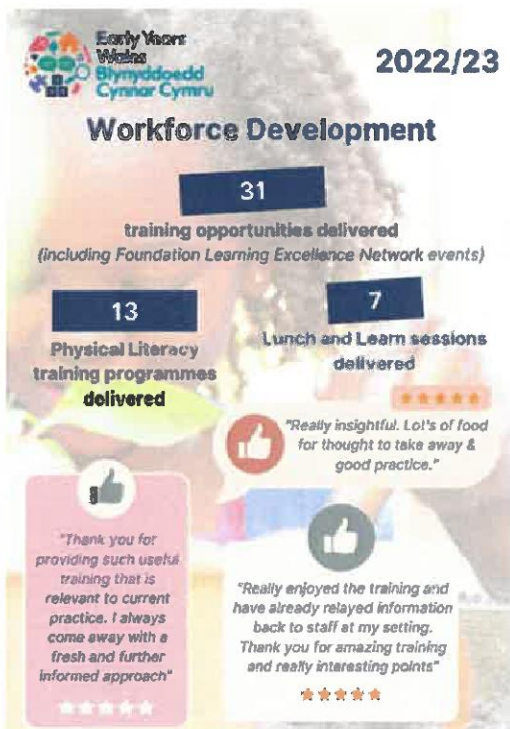 Early Years
Wales
Blynyddoedd
Cynnar Cymru
2022/23
Workforce Development
31
training opportunities delivered
(including Foundation Learning Excellence Network events)
13
Physical Literacy
training programmes
delivered
7
Lunch and Learn sessions
delivered
"Really insightful. Lot's of food
for thought to take away &
good practice."
"Thank you for
providing such useful
training that is
relevant to current
practice. I always
come away with a
fresh and further
informed approach"
"Really enjoyed the training and
have already relayed information
back to staff at my setting.
Thank you for amazing training
and really interesting points"